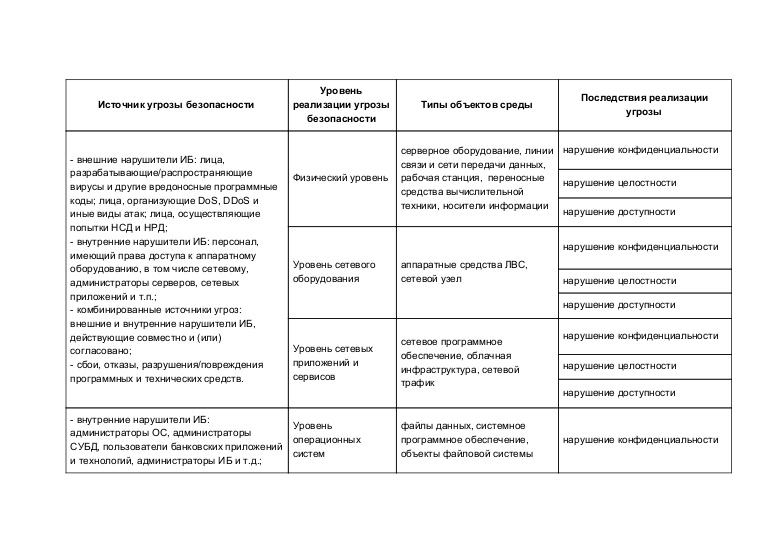 Источник угрозы безопасности
Уровень
реализации угрозы
безопасности
Типы объектов среды
Последствия реализации
угрозы
- внешние нарушители ИБ: лица,
разрабатывающие/распространяющие
вирусы и другие вредоносные программные
коды; лица, организующие DoS, DDoS и
иные виды атак; лица, осуществляющие
попытки НСД и НРД;
- внутренние нарушители ИБ: персонал,
имеющий права доступа к аппаратному
оборудованию, в том числе сетевому,
администраторы серверов, сетевых
приложений и т.п.;
- комбинированные источники угроз:
внешние и внутренние нарушители ИБ,
действующие совместно и (или)
согласовано;
- сбои, отказы, разрушения/повреждения
программных и технических средств.
Физический уровень
серверное оборудование, линии
связи и сети передачи данных,
рабочая станция, переносные
средства вычислительной
техники, носители информации
нарушение конфиденциальности
нарушение целостности
нарушение доступности
Уровень сетевого
оборудования
аппаратные средства ЛВС,
сетевой узел
нарушение конфиденциальности
нарушение целостности
нарушение доступности
Уровень сетевых
приложений и
сервисов
сетевое программное
обеспечение, облачная
инфраструктура, сетевой
трафик
нарушение конфиденциальности
нарушение целостности
нарушение доступности
- внутренние нарушители ИБ:
администраторы ОС, администраторы
СУБД, пользователи банковских приложений
и технологий, администраторы ИБ и т.д.;
Уровень
операционных
систем
файлы данных, системное
программное обеспечение,
объекты файловой системы
нарушение конфиденциальности